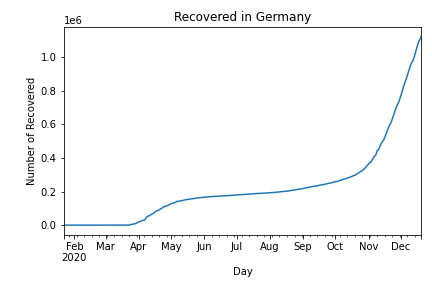 Recovered in Germany
1e6
1.0
0.8
0.6
0.4
0.2
0.0
Number of Recovered
Feb Mar Apr May Jun Jul Aug Sep Oct Nov Dec
2020
Day